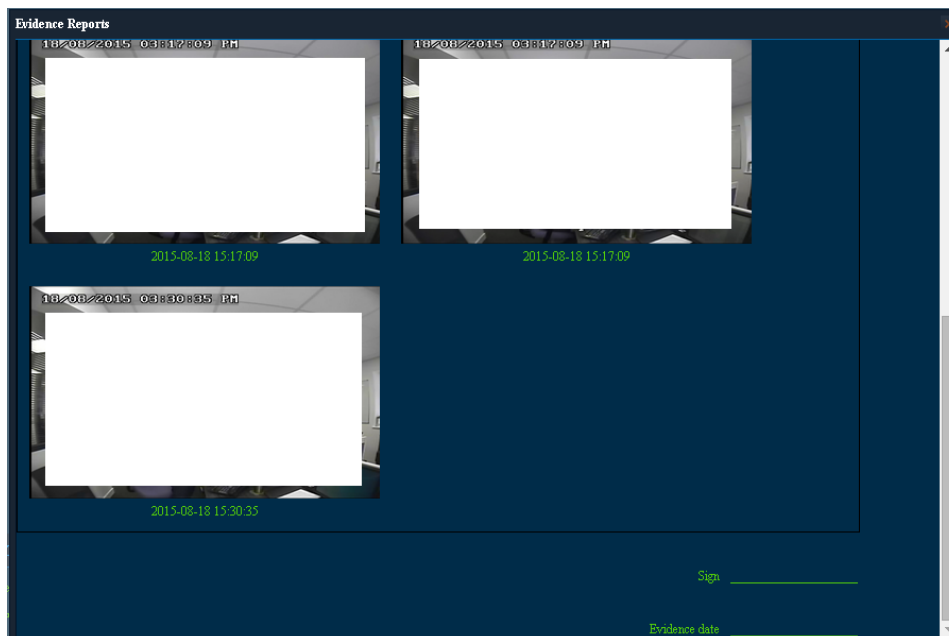 Evidence Reports
18/08/2015 03:17:09 PM
18/08/2015 03:17:09 PM
2015-08-18 15:17:09
2015-08-18 15:17:09
18/08/2015 03:30:35 PM
2015-08-18 15:30:35
Sign
Evidence date